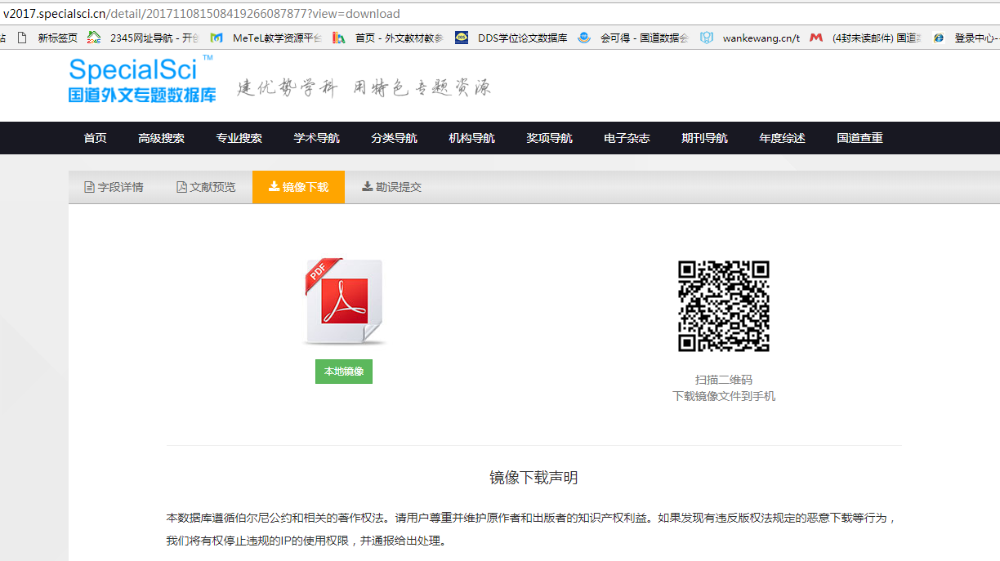 v2017.specialsci.cn/detail/201711081508419266087877?view=download
站 新标签页 2345网址导航 - 开创 MeTeL教学资源平台 首页 - 外文教材教参 DDS学位论文数据库 会可得 - 国道数据会 wankewang.cn/t (4封未读邮件) 国道 登录中心-
SpecialSci TM
国道外文专题数据库
建优势学科 用特色专题资源
首页 高级搜索 专业搜索 学术导航 分类导航 机构导航 奖项导航 电子杂志 期刊导航 年度综述 国道查重
字段详情 文献预览 镜像下载 勘误提交
PDF
本地镜像
扫描二维码
下载镜像文件到手机
镜像下载声明
本数据库遵循伯尔尼公约和相关的著作权法。请用户尊重并维护原作者和出版者的知识产权利益。如果发现有违反版权法规定的恶意下载等行为，
我们将有权停止违规的IP的使用权限，并通报给出处理。